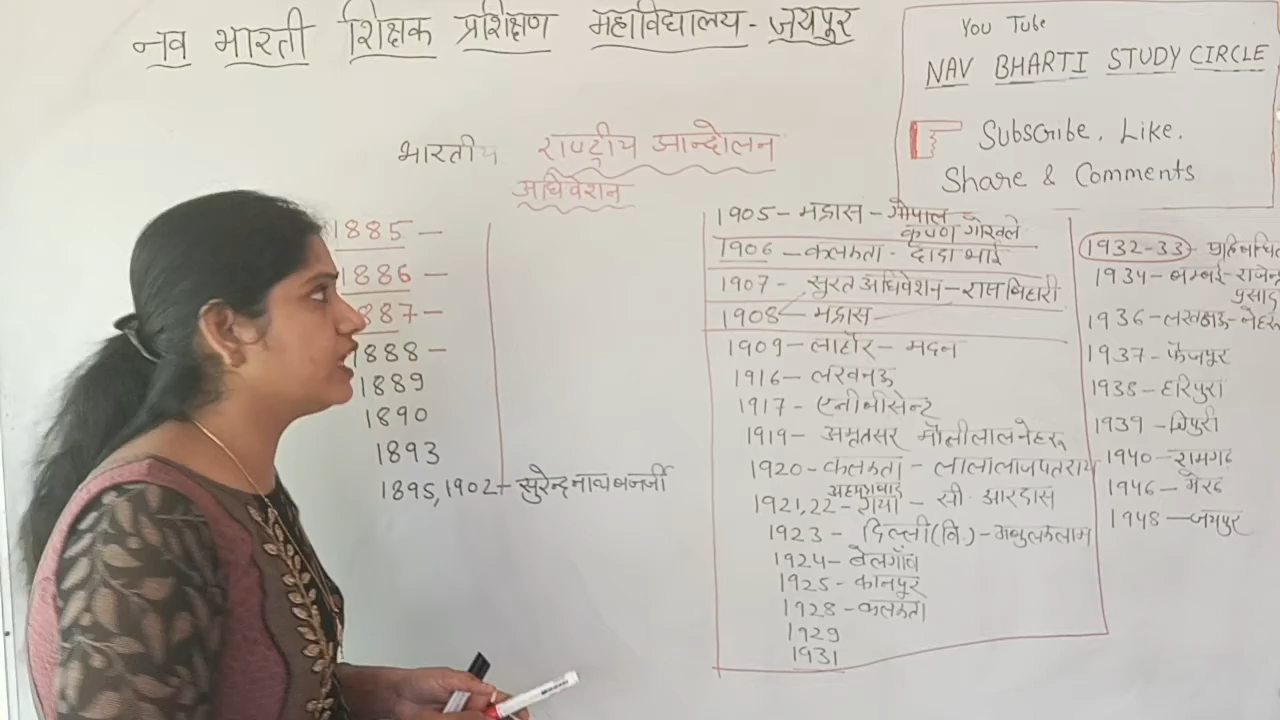 नव भारती शिक्षक प्रशिक्षण महाविद्यालय - जयपुर
You Tube
NAV BHARTI STUDY CIRCLE
Subscribe, Like,
Share & Comments
भारतीय राष्ट्रीय आन्दोलन
अधिवेशन
1885 –
1886 –
1887 –
1888 –
1889
1890
1893
1895, 1902 – सुरेन्द्रनाथ बनर्जी
1905 – मद्रास – गोपाल
कृष्ण गोखले
1906 – कलकता - दादा भाई
1907 - सुरत अधिवेशन – रास बिहारी
1908 – मद्रास –
1909 – लाहौर – मदन
1916 – लखनऊ
1917 - एनीबीसेन्ट
1919 – अमृतसर मोतीलाल नेहरू
1920 – कलकता – लाला लाजपतराय
अहमदाबाद
1921,22 – गया – सी. आर दास
1923 – दिल्ली (वि.) – अबुल कलाम
1924 – बेलगाँव
1925 – कानपुर
1928 – कलकता
1929
1931
1932-33 - प्रतिबन्धित
1934 – बम्बई - राजेन्द्र
प्रसाद
1936 – लखनऊ - नेहरू
1937 – फैजपुर
1938 – हरिपुरा
1939 – त्रिपुरी
1940 – रामगढ
1946 – मेरठ
1948 – जयपुर